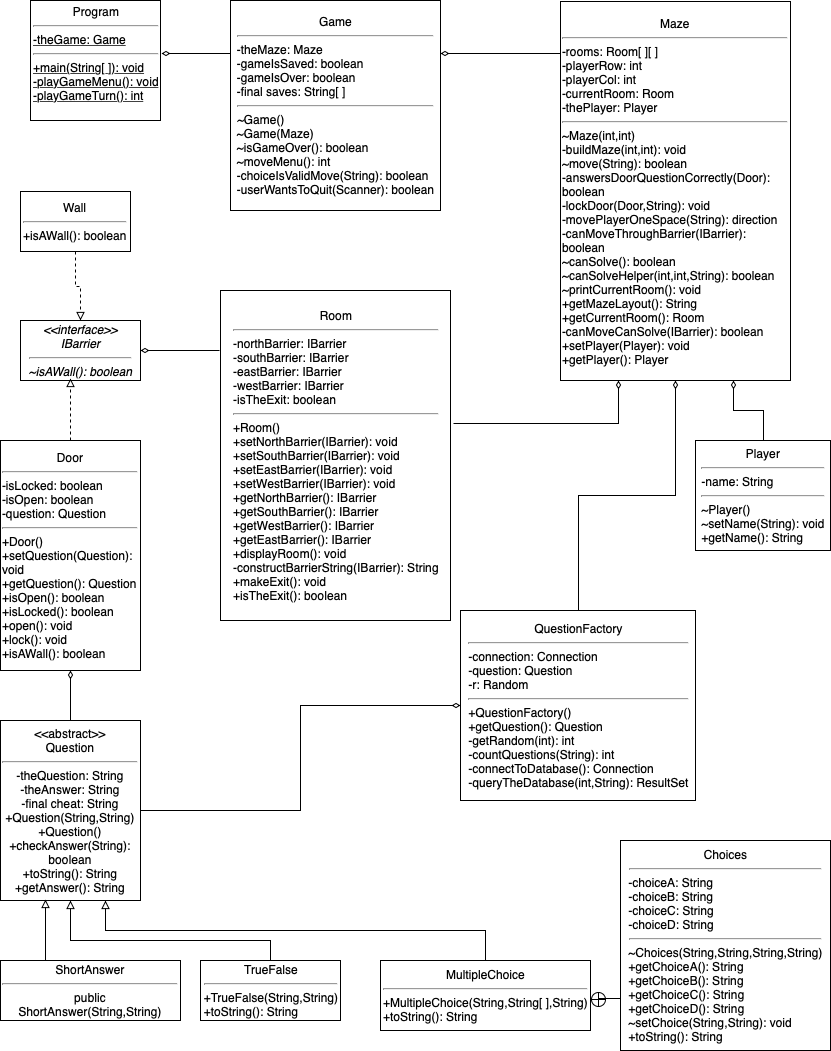 Program
-theGame: Game
+main(String[ ]): void
-playGameMenu(): void
-playGameTurn(): int
Game
-theMaze: Maze
-gameIsSaved: boolean
-gameIsOver: boolean
-final saves: String[ ]
~Game()
~Game(Maze)
~isGameOver(): boolean
~moveMenu(): int
-choiceIsValidMove(String): boolean
-userWantsToQuit(Scanner): boolean
Maze
-rooms: Room[ ][ ]
-playerRow: int
-playerCol: int
-currentRoom: Room
-thePlayer: Player
~Maze(int,int)
-buildMaze(int,int): void
~move(String): boolean
-answersDoorQuestionCorrectly(Door):
boolean
-lockDoor(Door,String): void
-movePlayerOneSpace(String): direction
-canMoveThroughBarrier(IBarrier):
boolean
~canSolve(): boolean
~canSolveHelper(int,int,String): boolean
~printCurrentRoom(): void
+getMazeLayout(): String
+getCurrentRoom(): Room
-canMoveCanSolve(IBarrier): boolean
+setPlayer(Player): void
+getPlayer(): Player
Wall
+isAWall(): boolean
<<interface>>
IBarrier
~isAWall(): boolean
Room
-northBarrier: IBarrier
-southBarrier: IBarrier
-eastBarrier: IBarrier
-westBarrier: IBarrier
-isTheExit: boolean
+Room()
+setNorthBarrier(IBarrier): void
+setSouthBarrier(IBarrier): void
+setEastBarrier(IBarrier): void
+setWestBarrier(IBarrier): void
+getNorthBarrier(): IBarrier
+getSouthBarrier(): IBarrier
+getWestBarrier(): IBarrier
+getEastBarrier(): IBarrier
+displayRoom(): void
-constructBarrierString(IBarrier): String
+makeExit(): void
+isTheExit(): boolean
Door
-isLocked: boolean
-isOpen: boolean
-question: Question
+Door()
+setQuestion(Question):
void
+getQuestion(): Question
+isOpen(): boolean
+isLocked(): boolean
+open(): void
+lock(): void
+isAWall(): boolean
Player
-name: String
~Player()
~setName(String): void
+getName(): String
QuestionFactory
-connection: Connection
-question: Question
-r: Random
+QuestionFactory()
+getQuestion(): Question
-getRandom(int): int
-countQuestions(String): int
-connectToDatabase(): Connection
-queryTheDatabase(int,String): ResultSet
<<abstract>>
Question
-theQuestion: String
-theAnswer: String
-final cheat: String
+Question(String,String)
+Question()
+checkAnswer(String):
boolean
+toString(): String
+getAnswer(): String
Choices
-choiceA: String
-choiceB: String
-choiceC: String
-choiceD: String
~Choices(String,String,String,String)
+getChoiceA(): String
+getChoiceB(): String
+getChoiceC(): String
+getChoiceD(): String
~setChoice(String,String): void
+toString(): String
ShortAnswer
public
ShortAnswer(String,String)
TrueFalse
+TrueFalse(String,String)
+toString(): String
MultipleChoice
+MultipleChoice(String,String[ ],String)
+toString(): String